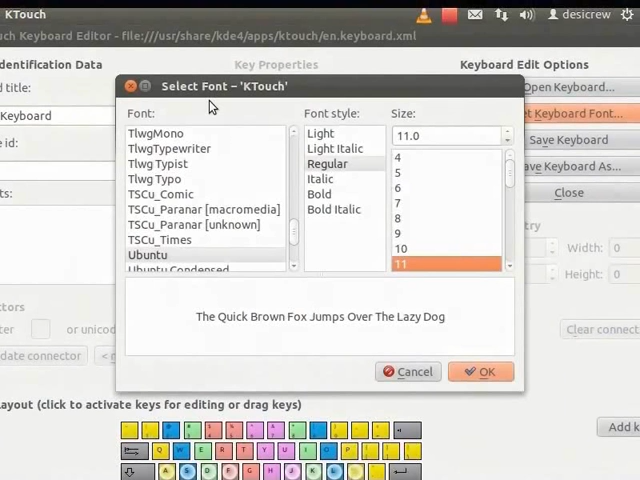 KTouch
desicrew
uch Keyboard Editor - file:///usr/share/kde4/apps/ktouch/en.keyboard.xml
dentification Data
Key Properties
Keyboard Edit Options
d title:
Open Keyboard...
Keyboard
et Keyboard Font...
e id:
Save Keyboard
ave Keyboard As...
ts:
Close
Select Font – 'KTouch'
Font:
Font style:
Size:
TlwgMono
TlwgTypewriter
Tlwg Typist
Tlwg Typo
TSCu_Comic
TSCu_Paranar [macromedia]
TSCu_Paranar [unknown]
TSCu_Times
Ubuntu
Ubuntu Condensed
Light
Light Italic
Regular
Italic
Bold
Bold Italic
11.0
4
5
6
7
8
9
10
11
The Quick Brown Fox Jumps Over The Lazy Dog
Cancel
OK
try
Width: 0
Height: 0
ctors
ter
or unicod
Clear connect
date connector
< r
ayout (click to activate keys for editing or drag keys)
Add k
Q W E R T Y U I O
A S D F G H J K L